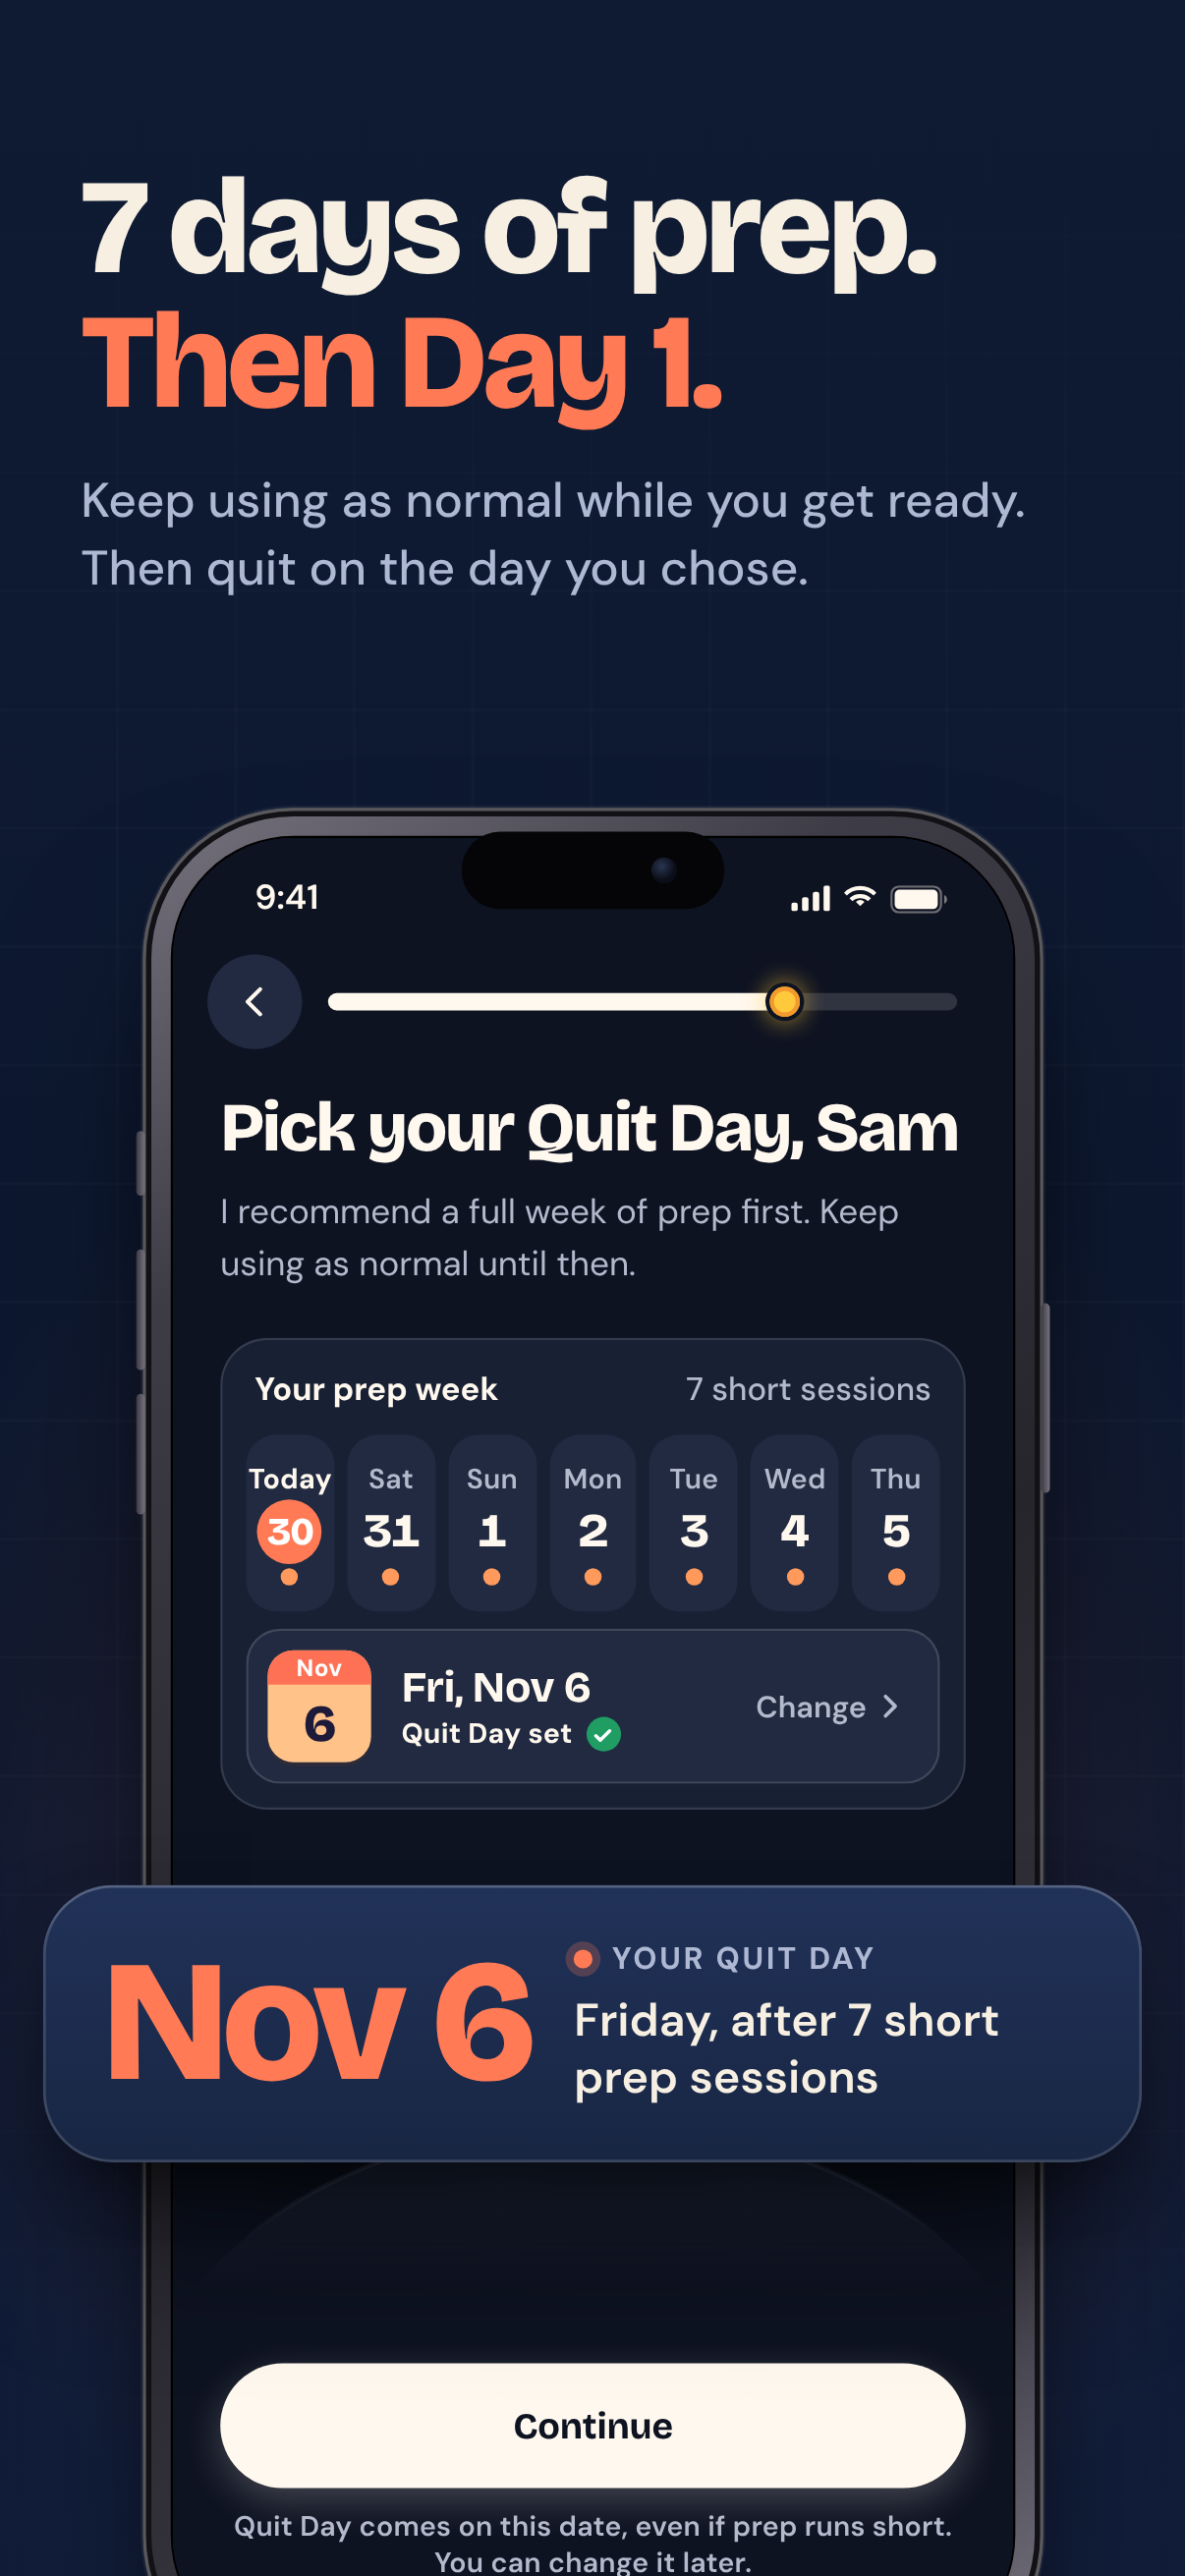 7 days of prep.
Then Day 1.
Keep using as normal while you get ready.
Then quit on the day you chose.
9:41
Pick your Quit Day, Sam
I recommend a full week of prep first. Keep
using as normal until then.
Your prep week 7 short sessions
Today Sat Sun Mon Tue Wed Thu
30 31 1 2 3 4 5
Nov
6
Fri, Nov 6
Quit Day set
Change
Nov 6
YOUR QUIT DAY
Friday, after 7 short
prep sessions
Continue
Quit Day comes on this date, even if prep runs short.
You can change it later.